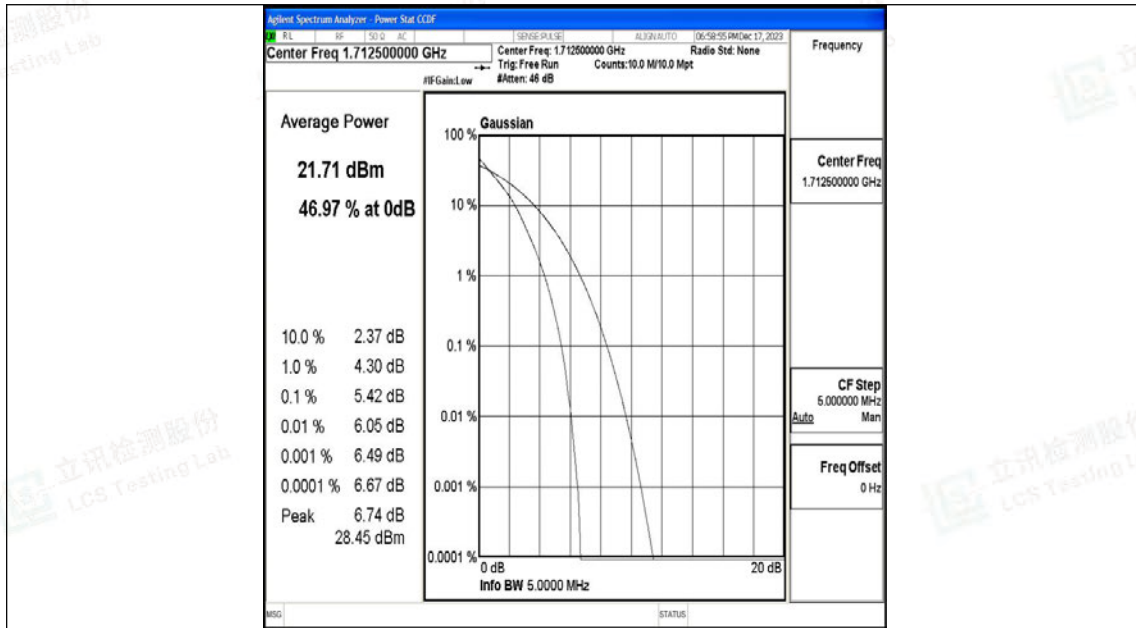 Agilent Spectrum Analyzer - Power Stat CCDF
RL RF 50 Ω AC SENSE:PULSE ALIGNAUTO 06:58:55 PM Dec 17, 2023
Center Freq 1.712500000 GHz
Center Freq: 1.712500000 GHz
Radio Std: None
Trig: Free Run Counts:10.0 M/10.0 Mpt
#IFGain:Low #Atten: 46 dB
Frequency
Average Power
21.71 dBm
46.97 % at 0dB
10.0 % 2.37 dB
1.0 % 4.30 dB
0.1 % 5.42 dB
0.01 % 6.05 dB
0.001 % 6.49 dB
0.0001 % 6.67 dB
Peak 6.74 dB
28.45 dBm
Gaussian
100 %
10 %
1 %
0.1 %
0.01 %
0.001 %
0.0001 %
0 dB 20 dB
Info BW 5.0000 MHz
Center Freq
1.712500000 GHz
CF Step
5.000000 MHz
Auto Man
Freq Offset
0 Hz
MSG STATUS
立讯检测股份
LCS Testing Lab
立讯检测股份
LCS Testing Lab